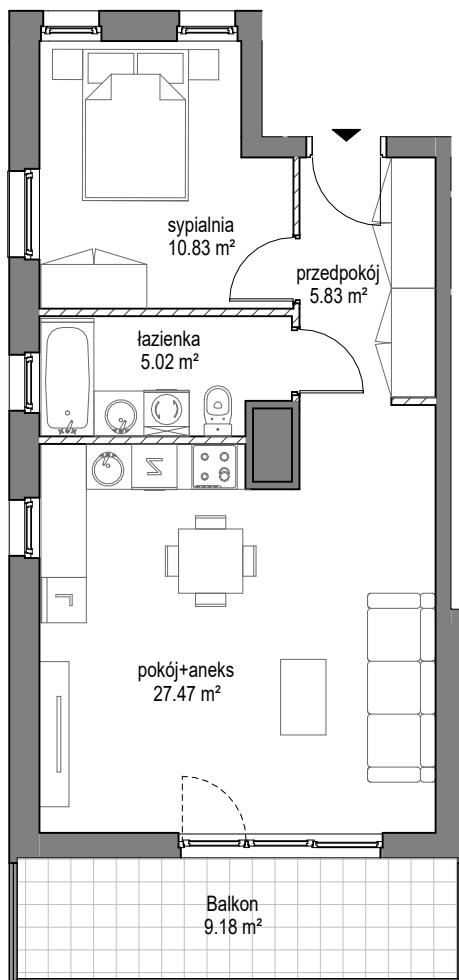 sypialnia
10.83 m²
przedpokój
5.83 m²
łazienka
5.02 m²
Z
L
pokój+aneks
27.47 m²
Balkon
9.18 m²